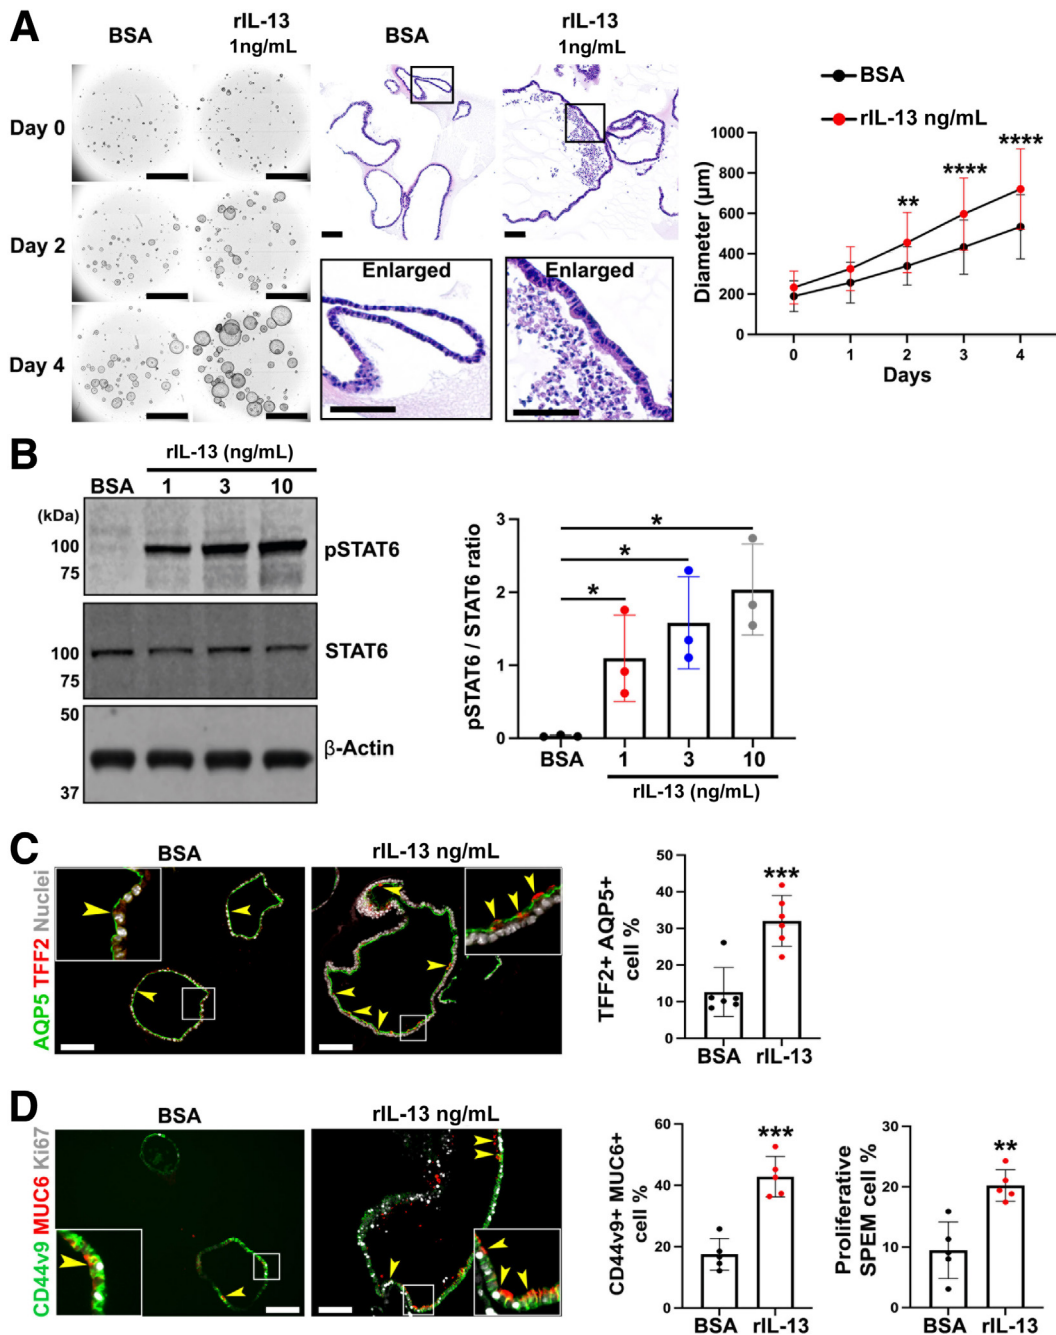 A
BSA
rIL-13
1ng/mL
BSA
rIL-13
1ng/mL
Day 0
Day 2
Day 4
Enlarged
Enlarged
BSA
rIL-13 ng/mL
Diameter (µm)
1000
800
600
400
200
0
**
****
****
0 1 2 3 4
Days
B
rIL-13 (ng/mL)
BSA 1 3 10
(kDa)
100
75
pSTAT6
100
75
STAT6
50
37
β-Actin
pSTAT6 / STAT6 ratio
3
2
1
0
*
*
*
BSA 1 3 10
rIL-13 (ng/mL)
C
BSA
rIL-13 ng/mL
AQP5 TFF2 Nuclei
TFF2+ AQP5+
cell %
50
40
30
20
10
0
***
BSA rIL-13
D
BSA
rIL-13 ng/mL
CD44v9 MUC6 Ki67
CD44v9+ MUC6+
cell %
60
40
20
0
***
BSA rIL-13
Proliferative
SPEM cell %
30
20
10
0
**
BSA rIL-13